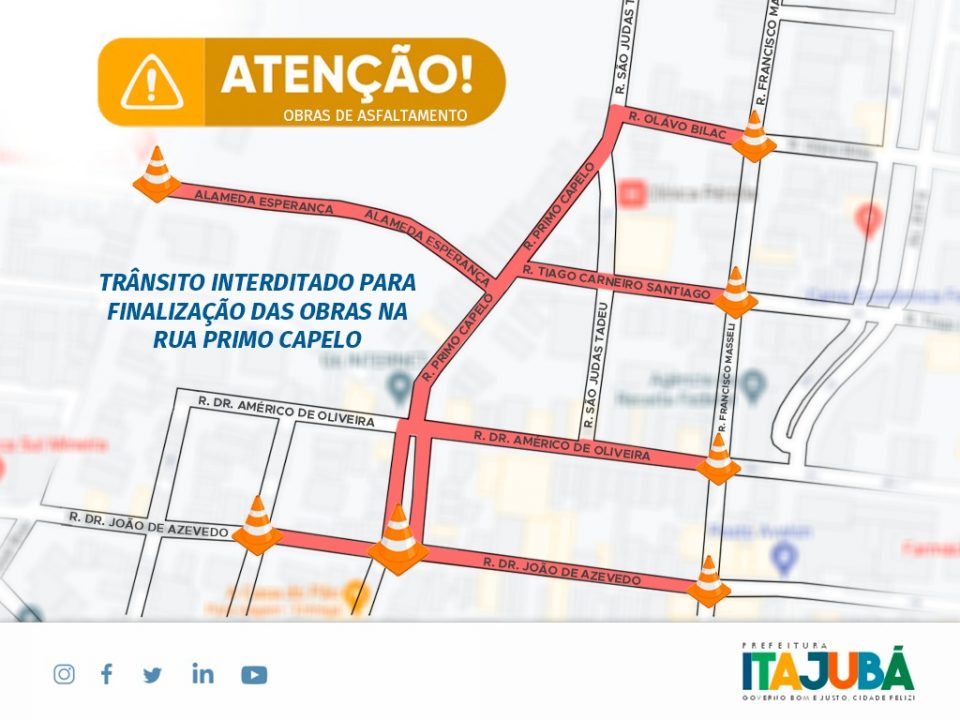 ATENÇÃO!
OBRAS DE ASFALTAMENTO
R. SÃO JUDAS T
R. FRANCISCO MA
R. OLÁVO BILAC
ALAMEDA ESPERANÇA
ALAMEDA ESPERANÇA
R. PRIMO CAPELO
R. TIAGO CARNEIRO SANTIAGO
TRÂNSITO INTERDITADO PARA
FINALIZAÇÃO DAS OBRAS NA
RUA PRIMO CAPELO
R. PRIMO CAPELO
R. SÃO JUDAS TADEU
R. FRANCISCO MASSELI
R. DR. AMÉRICO DE OLIVEIRA
R. DR. AMÉRICO DE OLIVEIRA
R. DR. JOÃO DE AZEVEDO
R. DR. JOÃO DE AZEVEDO
PREFEITURA
ITAJUBÁ
GOVERNO BOM E JUSTO, CIDADE FELIZ!